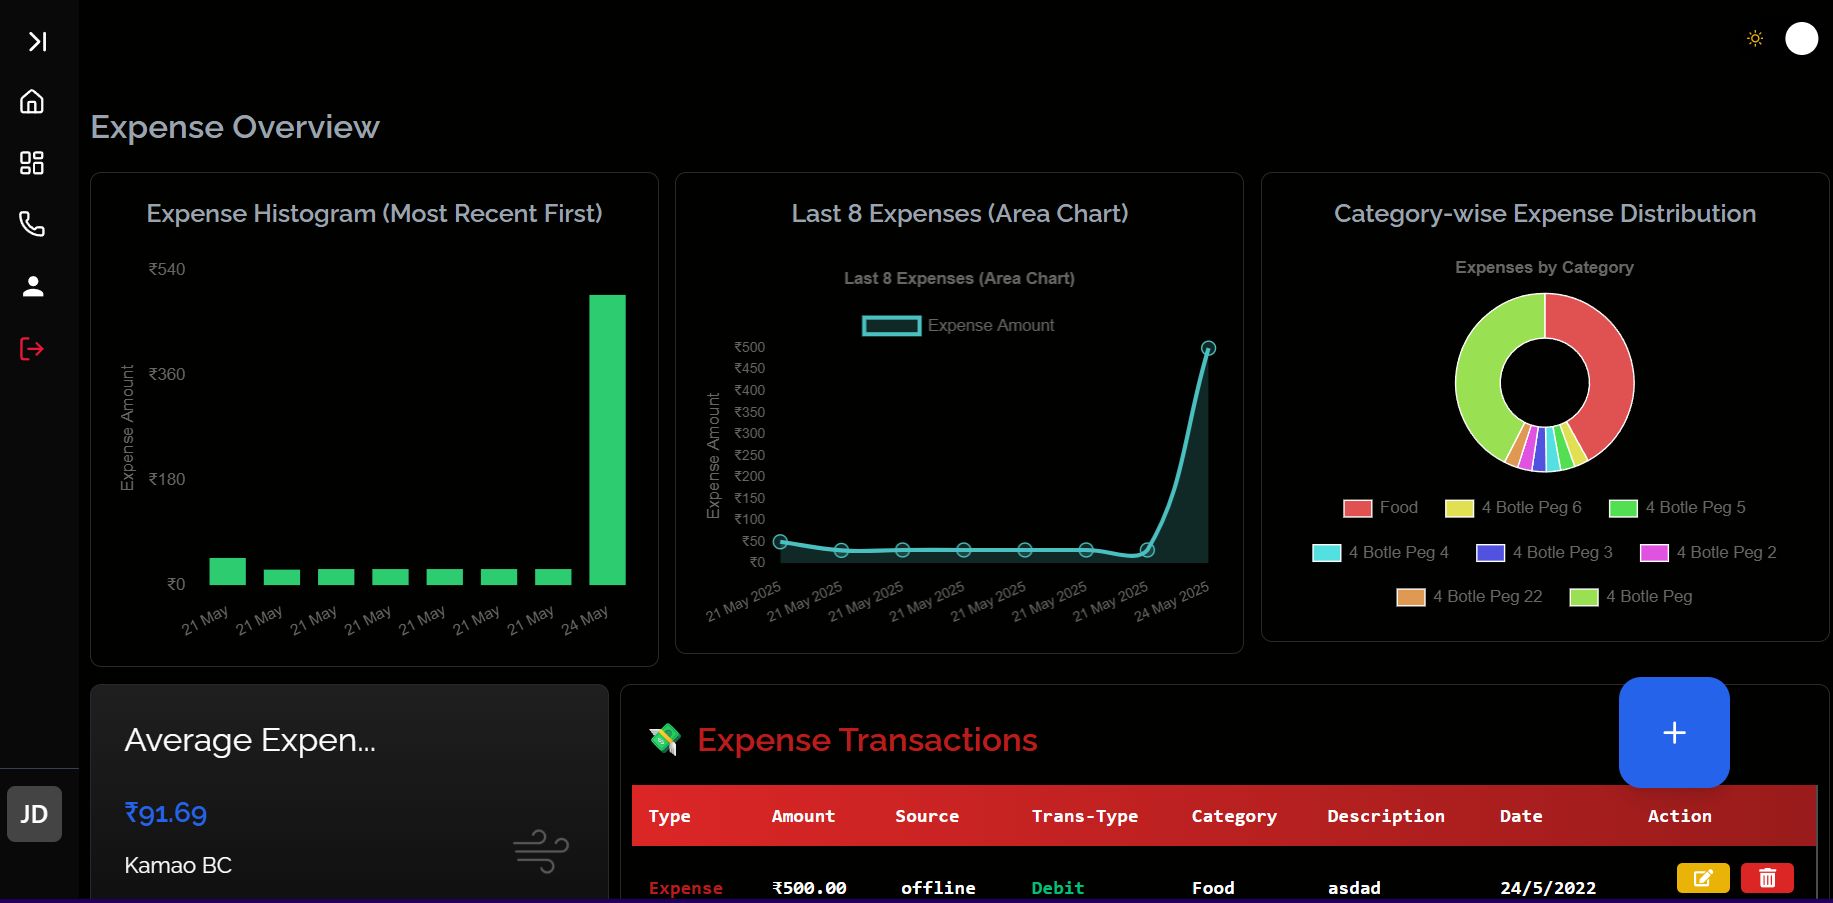 Expense Overview
Expense Histogram (Most Recent First)
₹540
₹360
₹180
₹0
Expense Amount
21 May
21 May
21 May
21 May
21 May
21 May
21 May
24 May
Last 8 Expenses (Area Chart)
Last 8 Expenses (Area Chart)
Expense Amount
₹500
₹450
₹400
₹350
₹300
₹250
₹200
₹150
₹100
₹50
₹0
Expense Amount
21 May 2025
21 May 2025
21 May 2025
21 May 2025
21 May 2025
21 May 2025
21 May 2025
24 May 2025
Category-wise Expense Distribution
Expenses by Category
Food 4 Botle Peg 6 4 Botle Peg 5
4 Botle Peg 4 4 Botle Peg 3 4 Botle Peg 2
4 Botle Peg 22 4 Botle Peg
Average Expen...
₹91.69
Kamao BC
Expense Transactions
Type Amount Source Trans-Type Category Description Date Action
Expense ₹500.00 offline Debit Food asdad 24/5/2022
JD